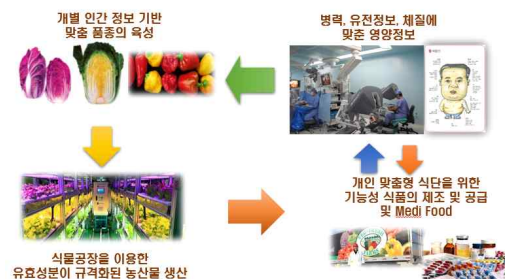 개별 인간 정보 기반
맞춤 품종의 육성
병력, 유전정보, 체질에
맞춘 영양정보
개인 맞춤형 식단을 위한
기능성 식품의 제조 및 공급
및 Medi Food
식물공장을 이용한
유효성분이 규격화된 농산물 생산